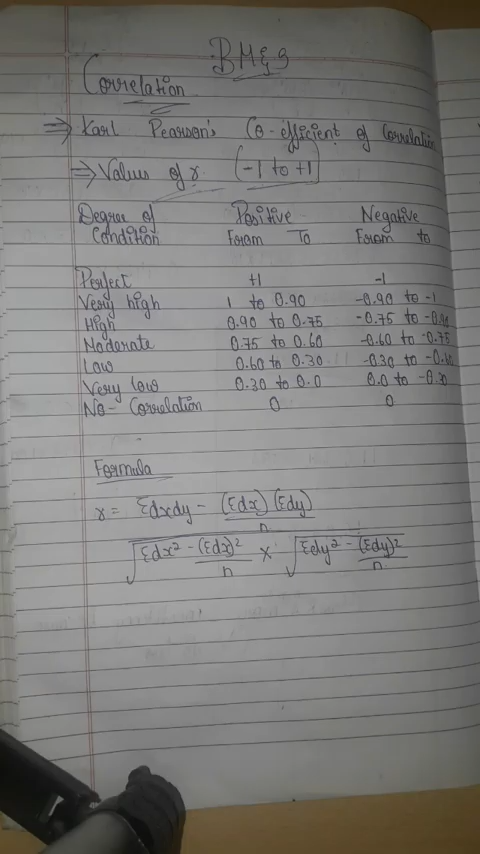 BM&S
Correlation
⇒ Karl Pearson's Co-efficient of Correlation
⇒ Values of r (-1 to +1)
Degree of Positive Negative
Condition From To From to
Perfect +1 -1
Very high 1 to 0.90 -0.90 to -1
High 0.90 to 0.75 -0.75 to -0.90
Moderate 0.75 to 0.60 -0.60 to -0.75
Low 0.60 to 0.30 -0.30 to -0.60
Very low 0.30 to 0.0 0.0 to -0.30
No- Correlation 0 0
Formula
r = Σdxdy - (Σdx)(Σdy)
n
√Σdx² - (Σdx)² × √Σdy² - (Σdy)²
n n